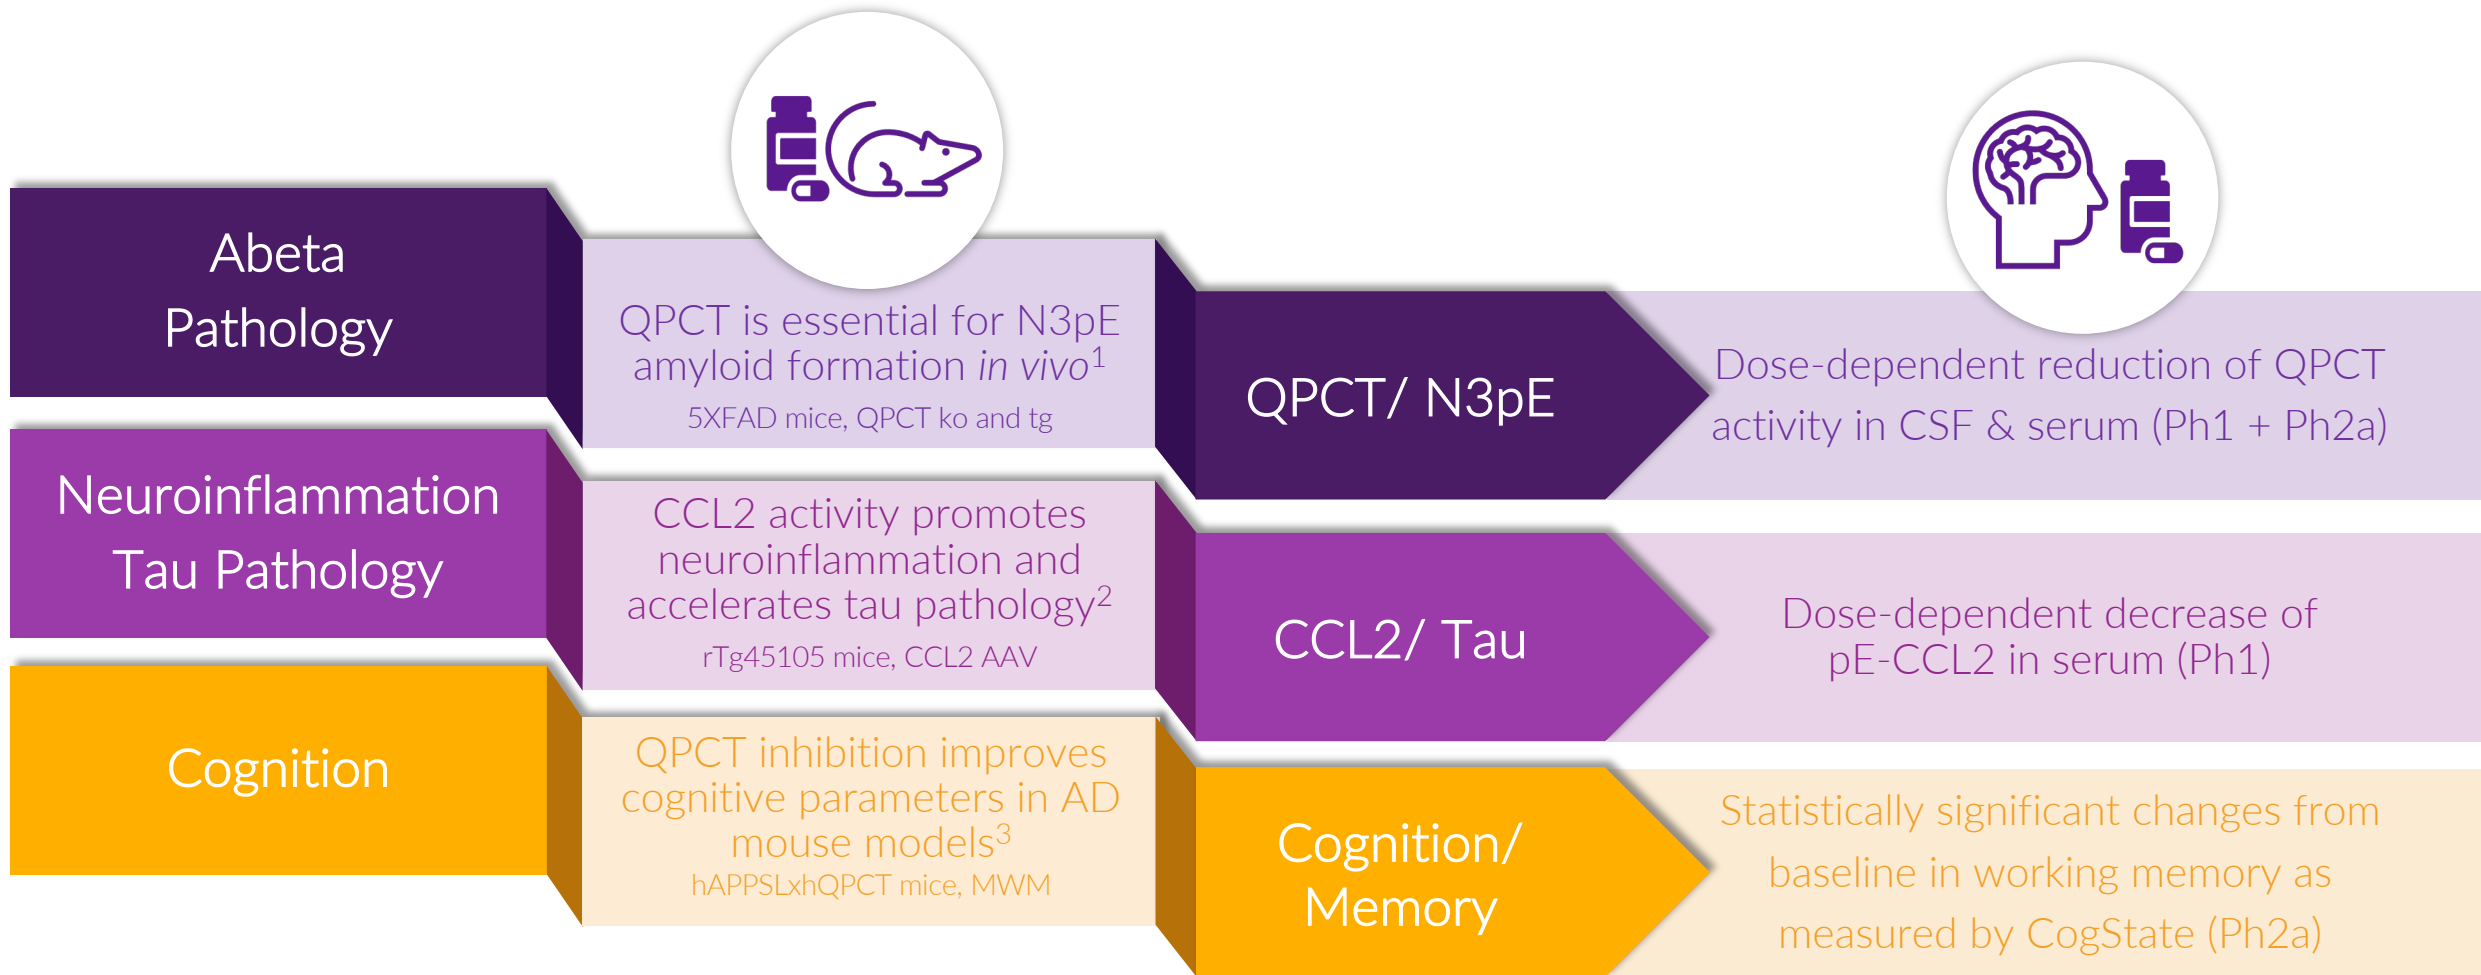 Abeta
Pathology
QPCT is essential for N3pE
amyloid formation in vivo1
5XFAD mice, QPCT ko and tg
QPCT/ N3pE
Dose-dependent reduction of QPCT
activity in CSF & serum (Ph1 + Ph2a)
Neuroinflammation
Tau Pathology
CCL2 activity promotes
neuroinflammation and
accelerates tau pathology2
rTg45105 mice, CCL2 AAV
CCL2/ Tau
Dose-dependent decrease of
pE-CCL2 in serum (Ph1)
Cognition
QPCT inhibition improves
cognitive parameters in AD
mouse models3
hAPPSLxhQPCT mice, MWM
Cognition/
Memory
Statistically significant changes from
baseline in working memory as
measured by CogState (Ph2a)